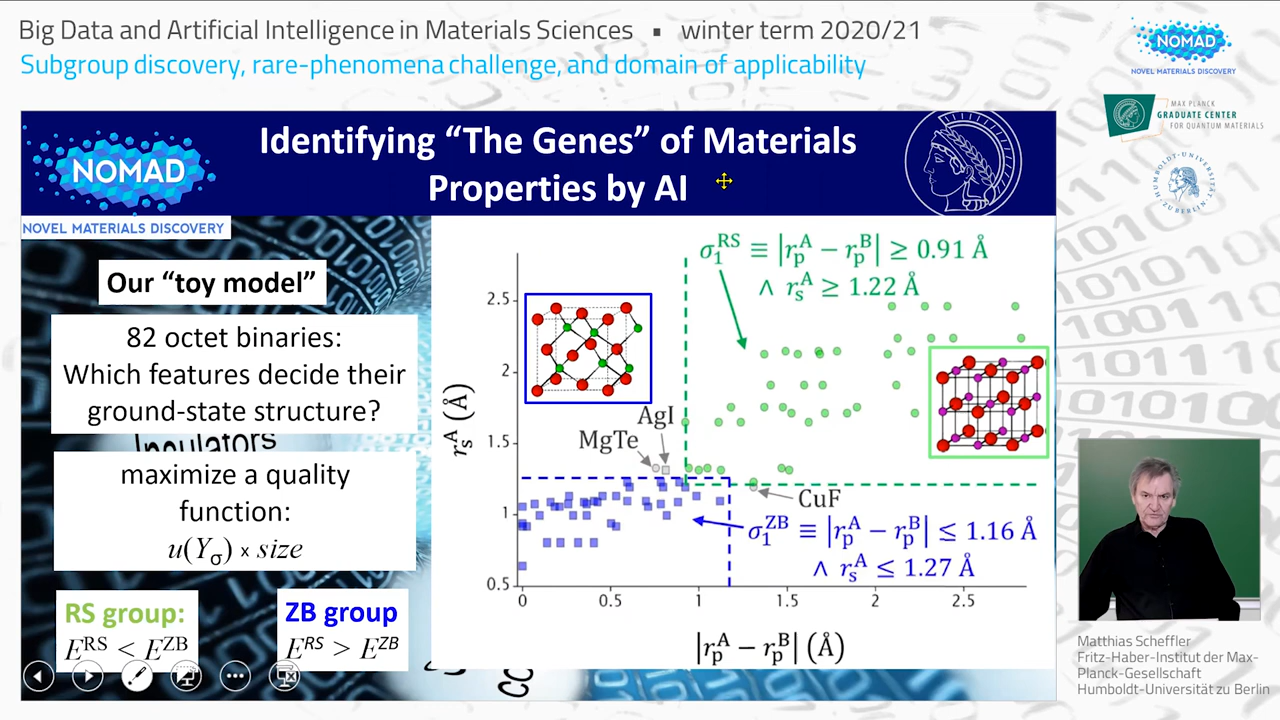 Big Data and Artificial Intelligence in Materials Sciences ▪ winter term 2020/21
Subgroup discovery, rare-phenomena challenge, and domain of applicability
NOMAD
NOVEL MATERIALS DISCOVERY
MAX PLANCK
GRADUATE CENTER
FOR QUANTUM MATERIALS
HUMBOLDT-UNIVERSITÄT
ZU BERLIN
NOMAD
NOVEL MATERIALS DISCOVERY
Identifying “The Genes” of Materials
Properties by AI
Our “toy model”
82 octet binaries:
Which features decide their
ground-state structure?
Insulators
maximize a quality
function:
u(Y_σ) × size
RS group:
E^RS < E^ZB
ZB group
E^RS > E^ZB
σ₁^RS ≡ |r_p^A − r_p^B| ≥ 0.91 Å
∧ r_s^A ≥ 1.22 Å
2.5
2
1.5
1
0.5
r_s^A (Å)
AgI
MgTe
CuF
σ₁^ZB ≡ |r_p^A − r_p^B| ≤ 1.16 Å
∧ r_s^A ≤ 1.27 Å
0 0.5 1 1.5 2 2.5
|r_p^A − r_p^B| (Å)
Matthias Scheffler
Fritz-Haber-Institut der Max-
Planck-Gesellschaft
Humboldt-Universität zu Berlin